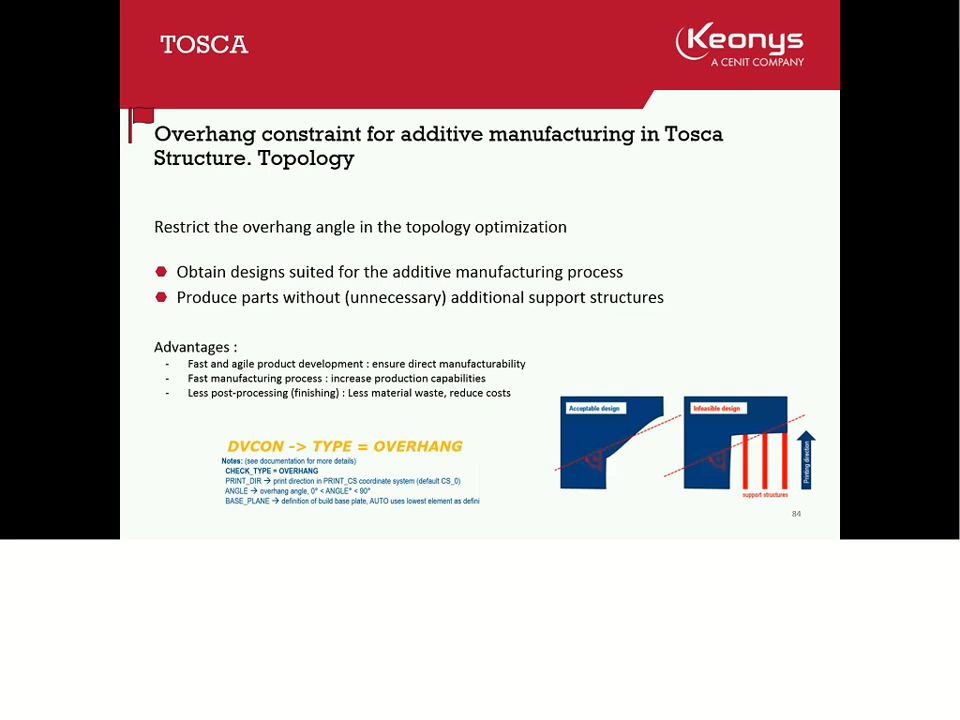 TOSCA
Keonys
A CENIT COMPANY
Overhang constraint for additive manufacturing in Tosca
Structure. Topology
Restrict the overhang angle in the topology optimization
Obtain designs suited for the additive manufacturing process
Produce parts without (unnecessary) additional support structures
Advantages :
- Fast and agile product development : ensure direct manufacturability
- Fast manufacturing process : increase production capabilities
- Less post-processing (finishing) : Less material waste, reduce costs
DVCON -> TYPE = OVERHANG
Notes: (see documentation for more details)
CHECK_TYPE = OVERHANG
PRINT_DIR → print direction in PRINT_CS coordinate system (default CS_0)
ANGLE → overhang angle, 0° < ANGLE° < 90°
BASE_PLANE → definition of build base plate, AUTO uses lowest element as defini
Acceptable design
Infeasible design
support structures
Printing direction
84